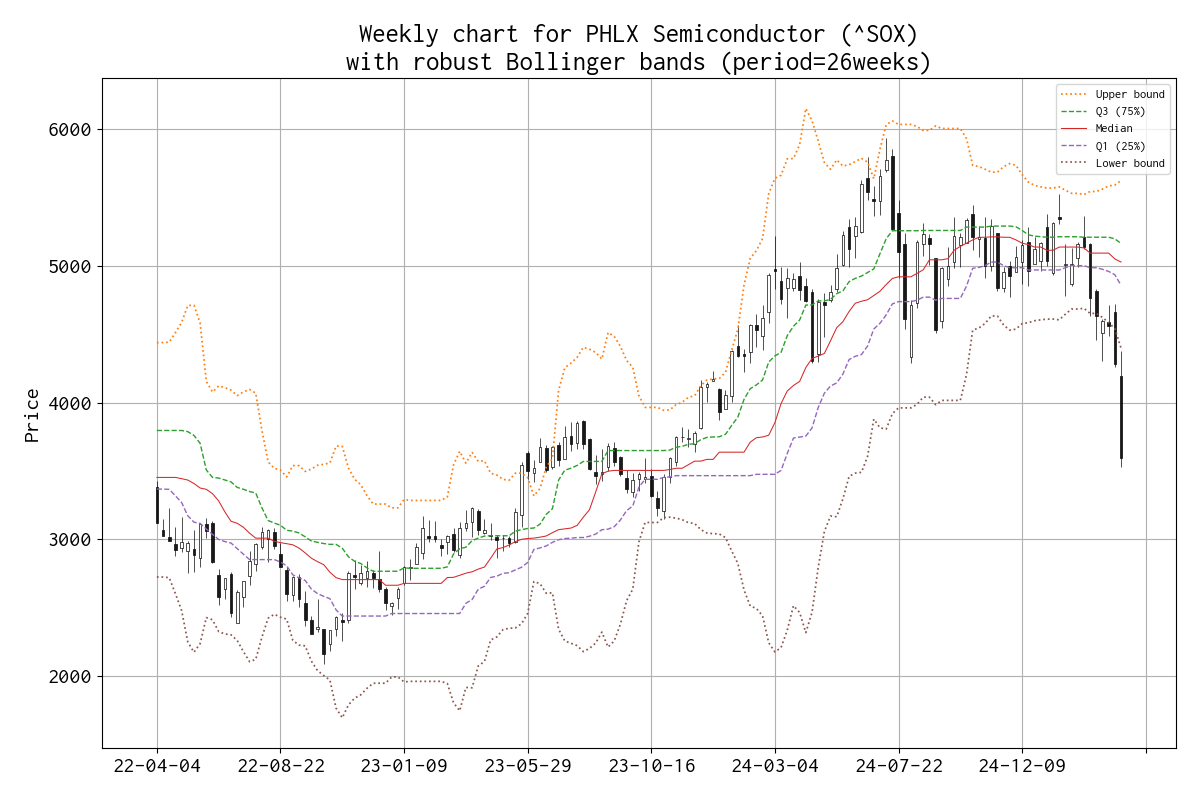 Weekly chart for PHLX Semiconductor (^SOX)
with robust Bollinger bands (period=26weeks)
Upper bound
Q3 (75%)
Median
Q1 (25%)
Lower bound
Price
6000
5000
4000
3000
2000
22-04-04
22-08-22
23-01-09
23-05-29
23-10-16
24-03-04
24-07-22
24-12-09